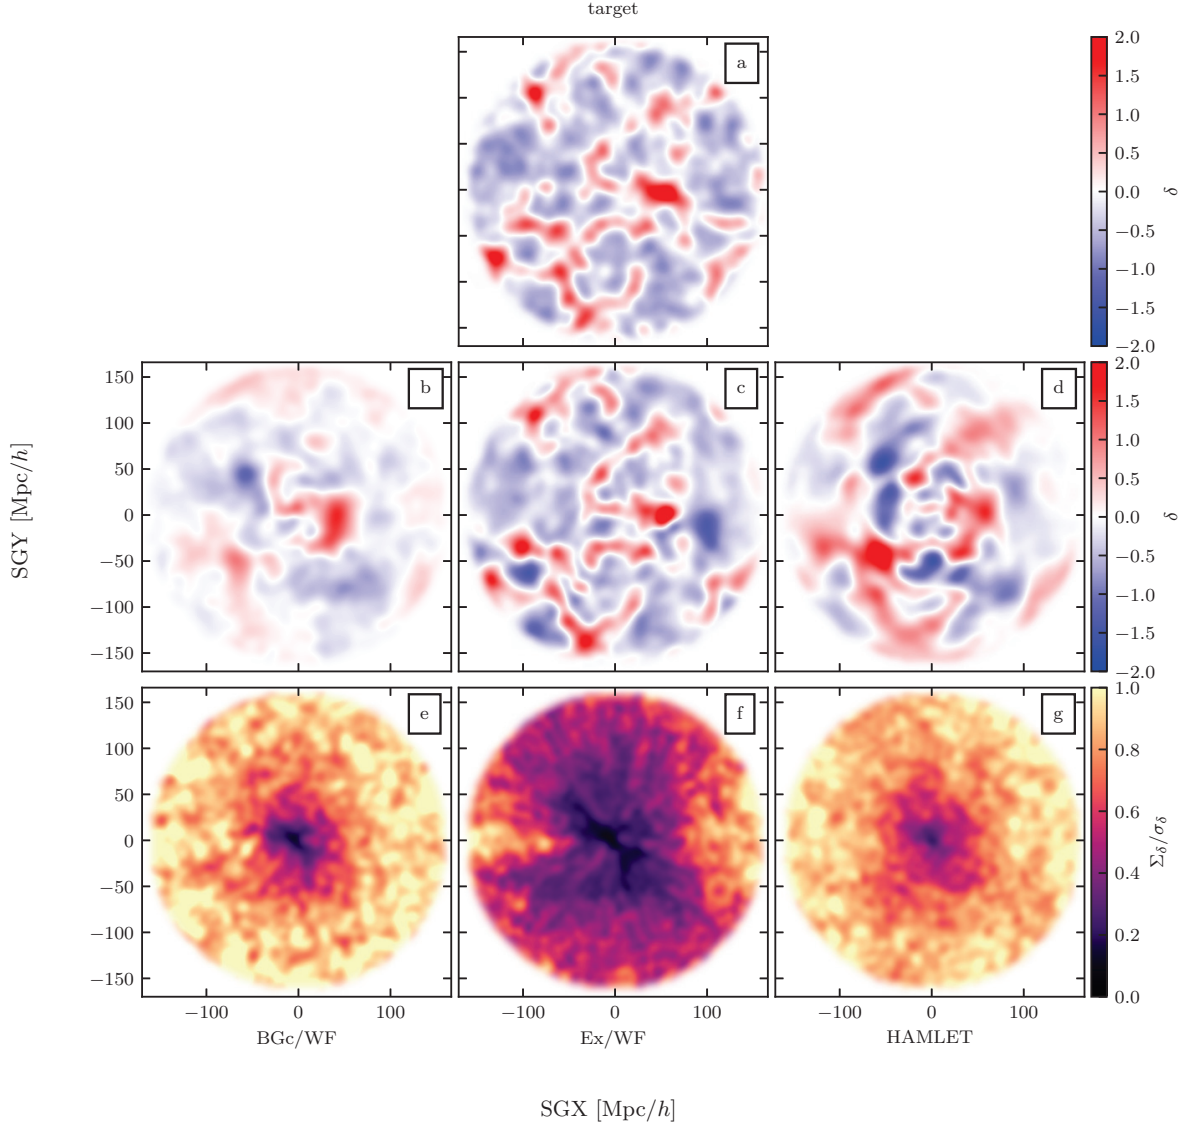 target
a
2.0
1.5
1.0
0.5
0.0
−0.5
−1.0
−1.5
−2.0
δ
b
c
d
150
100
50
0
−50
−100
−150
2.0
1.5
1.0
0.5
0.0
−0.5
−1.0
−1.5
−2.0
δ
SGY [Mpc/h]
e
f
g
150
100
50
0
−50
−100
−150
1.0
0.8
0.6
0.4
0.2
0.0
Σδ/σδ
−100 0 100 −100 0 100 −100 0 100
BGc/WF Ex/WF HAMLET
SGX [Mpc/h]